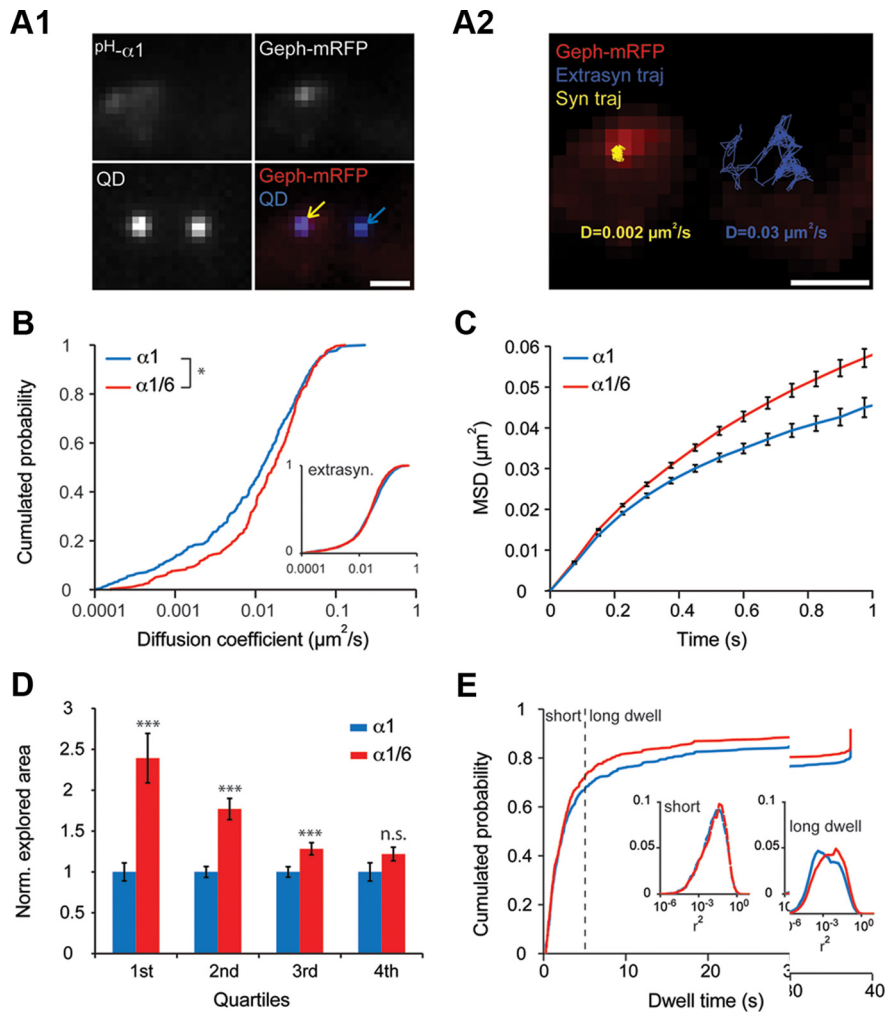 A1
A2
pH-α1
Geph-mRFP
QD
Geph-mRFP
QD
Geph-mRFP
Extrasyn traj
Syn traj
D=0.002 µm²/s
D=0.03 µm²/s
B
Cumulated probability
1
0.8
0.6
0.4
0.2
0
α1
α1/6
*
1
extrasyn.
0
0.0001
0.01
1
0.0001
0.001
0.01
0.1
1
Diffusion coefficient (µm²/s)
C
MSD (µm²)
0.06
0.05
0.04
0.03
0.02
0.01
0
α1
α1/6
0
0.2
0.4
0.6
0.8
1
Time (s)
D
Norm. explored area
3
2.5
2
1.5
1
0.5
0
α1
α1/6
***
***
***
n.s.
1st
2nd
3rd
4th
Quartiles
E
Cumulated probability
1
0.8
0.6
0.4
0.2
0
short
long dwell
0.1
short
0.05
0
10⁻⁶
10⁻³
10⁰
r²
0.1
long dwell
0.05
0
10⁻⁶
10⁻³
10⁰
r²
0
10
20
40
Dwell time (s)